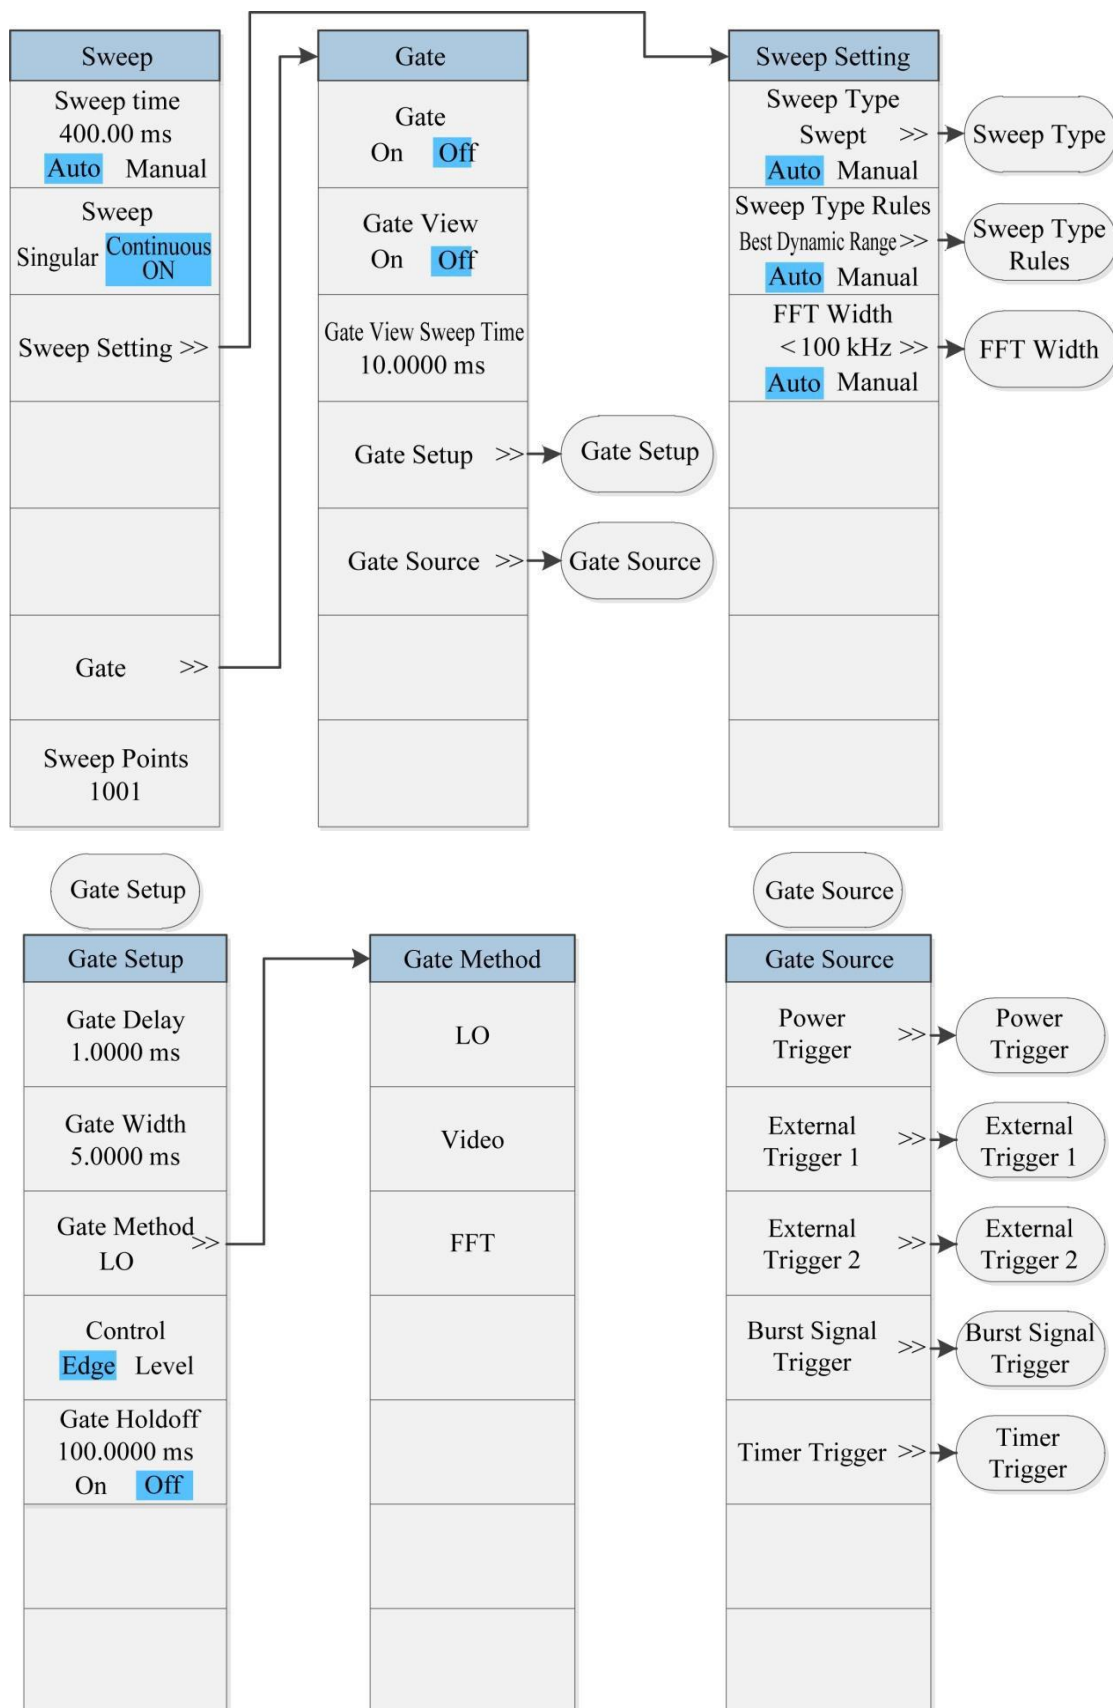 Sweep
Sweep time
400.00 ms
Auto Manual
Sweep
Singular Continuous ON
Sweep Setting >>
Gate >>
Sweep Points
1001
Gate
Gate
On Off
Gate View
On Off
Gate View Sweep Time
10.0000 ms
Gate Setup >>
Gate Setup
Gate Source >>
Gate Source
Sweep Setting
Sweep Type
Swept >>
Auto Manual
Sweep Type
Sweep Type Rules
Best Dynamic Range >>
Auto Manual
Sweep Type
Rules
FFT Width
<100 kHz >>
Auto Manual
FFT Width
Gate Setup
Gate Setup
Gate Delay
1.0000 ms
Gate Width
5.0000 ms
Gate Method >>
LO
Control
Edge Level
Gate Holdoff
100.0000 ms
On Off
Gate Method
LO
Video
FFT
Gate Source
Gate Source
Power
Trigger >>
Power
Trigger
External
Trigger 1 >>
External
Trigger 1
External
Trigger 2 >>
External
Trigger 2
Burst Signal
Trigger >>
Burst Signal
Trigger
Timer Trigger >>
Timer
Trigger